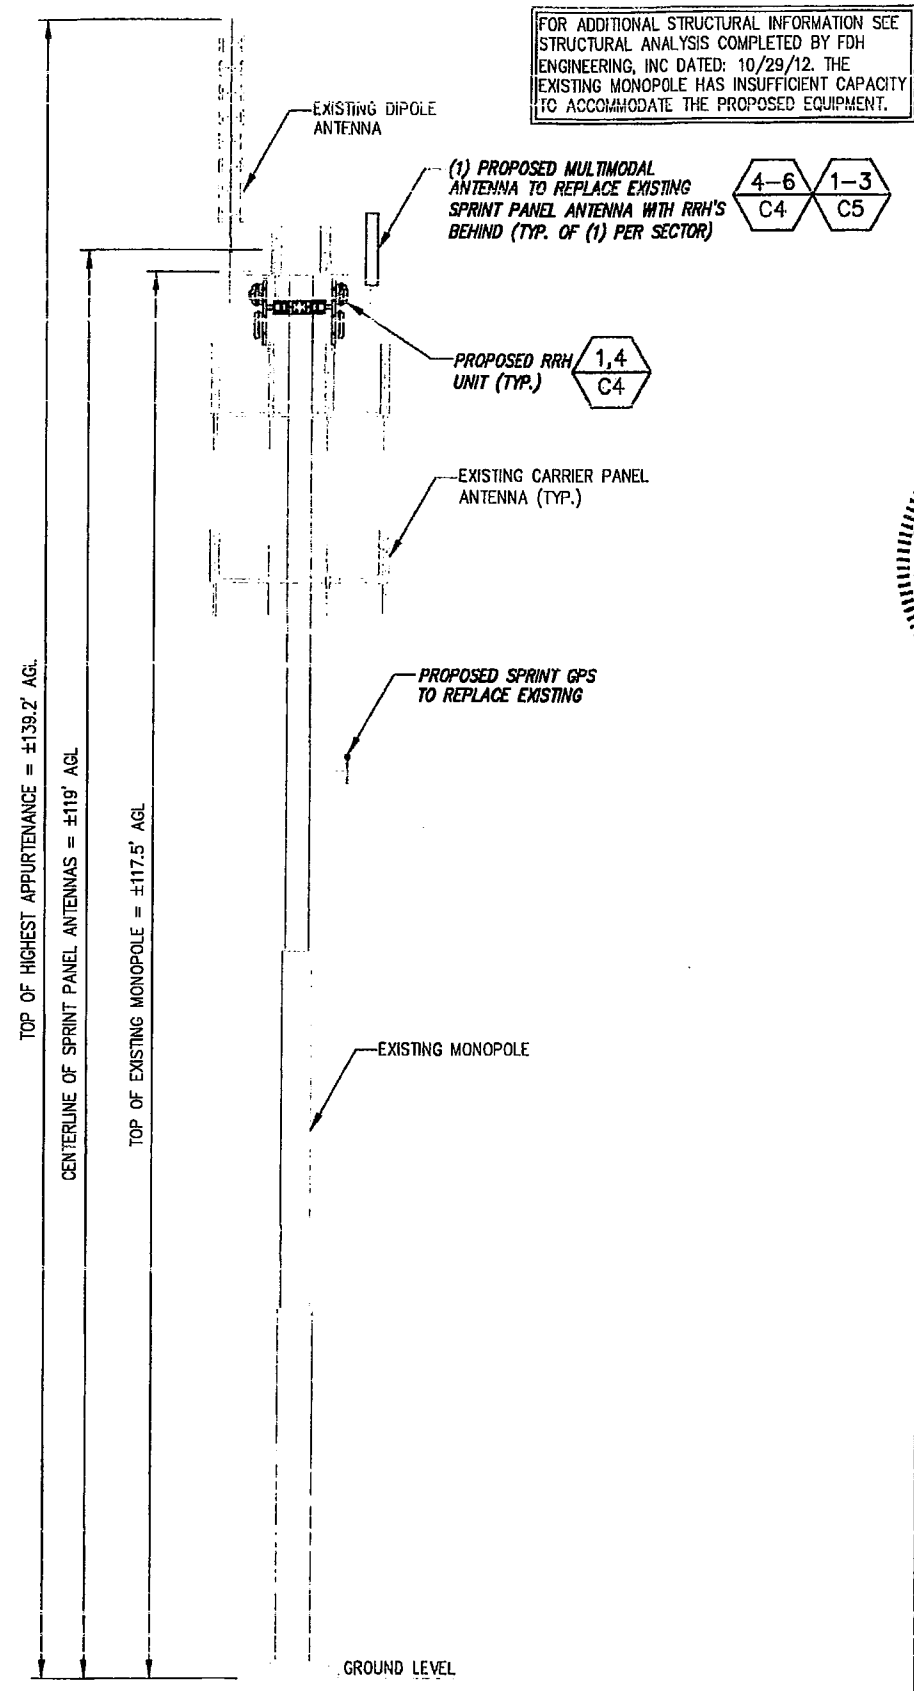 FOR ADDITIONAL STRUCTURAL INFORMATION SEE
STRUCTURAL ANALYSIS COMPLETED BY FDH
ENGINEERING, INC DATED: 10/29/12. THE
EXISTING MONOPOLE HAS INSUFFICIENT CAPACITY
TO ACCOMMODATE THE PROPOSED EQUIPMENT.
EXISTING DIPOLE
ANTENNA
(1) PROPOSED MULTIMODAL
ANTENNA TO REPLACE EXISTING
SPRINT PANEL ANTENNA WITH RRH'S
BEHIND (TYP. OF (1) PER SECTOR)
4-6
C4
1-3
C5
PROPOSED RRH
UNIT (TYP.)
1,4
C4
EXISTING CARRIER PANEL
ANTENNA (TYP.)
PROPOSED SPRINT GPS
TO REPLACE EXISTING
TOP OF HIGHEST APPURTENANCE = ±139.2' AGL
CENTERLINE OF SPRINT PANEL ANTENNAS = ±119' AGL
TOP OF EXISTING MONOPOLE = ±117.5' AGL
EXISTING MONOPOLE
GROUND LEVEL